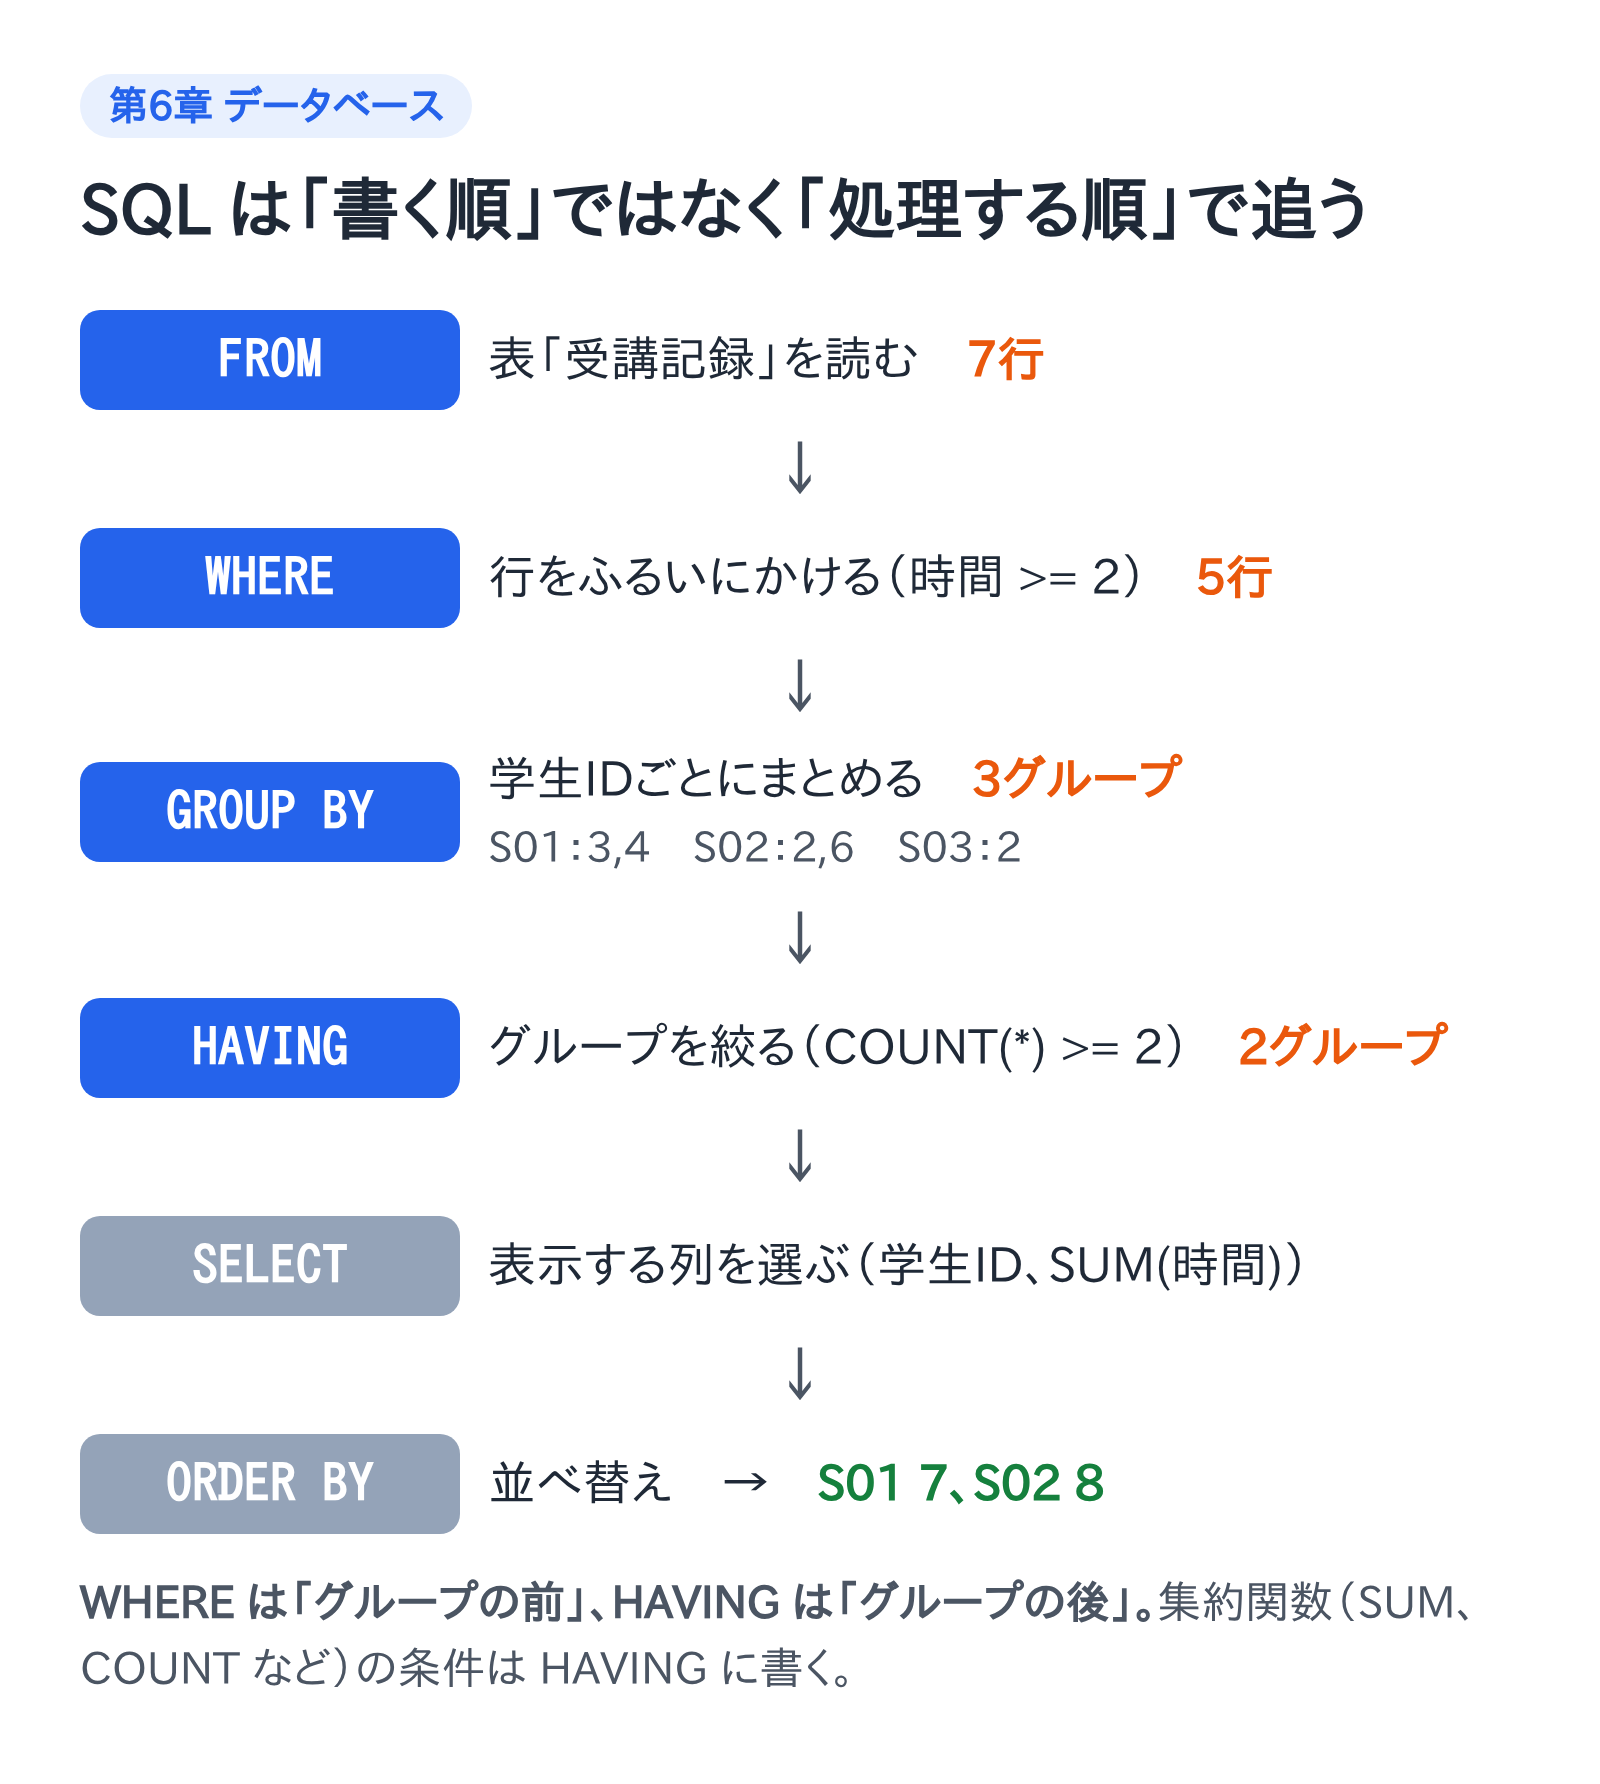 第6章 データベース
SQL は「書く順」ではなく「処理する順」で追う
FROM 表「受講記録」を読む 7行
↓
WHERE 行をふるいにかける（時間 >= 2） 5行
↓
GROUP BY 学生IDごとにまとめる 3グループ
S01：3,4 S02：2,6 S03：2
↓
HAVING グループを絞る（COUNT(*) >= 2） 2グループ
↓
SELECT 表示する列を選ぶ（学生ID、SUM(時間)）
↓
ORDER BY 並べ替え → S01 7、S02 8
WHERE は「グループの前」、HAVING は「グループの後」。集約関数（SUM、
COUNT など）の条件は HAVING に書く。